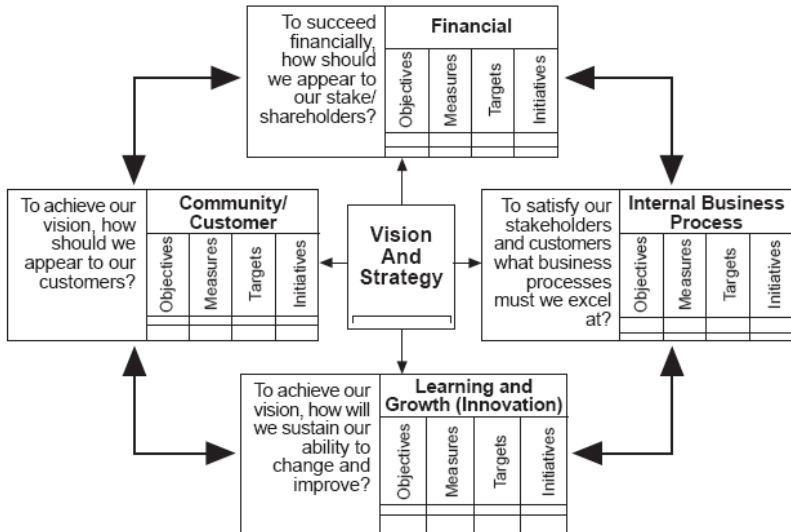 To succeed
financially,
how should
we appear to
our stake/
shareholders?
Financial
Objectives
Measures
Targets
Initiatives
To achieve our
vision, how
should we
appear to our
customers?
Community/
Customer
Objectives
Measures
Targets
Initiatives
Vision
And
Strategy
To satisfy our
stakeholders
and customers
what business
processes
must we excel
at?
Internal Business
Process
Objectives
Measures
Targets
Initiatives
To achieve our
vision, how will
we sustain our
ability to
change and
improve?
Learning and
Growth (Innovation)
Objectives
Measures
Targets
Initiatives